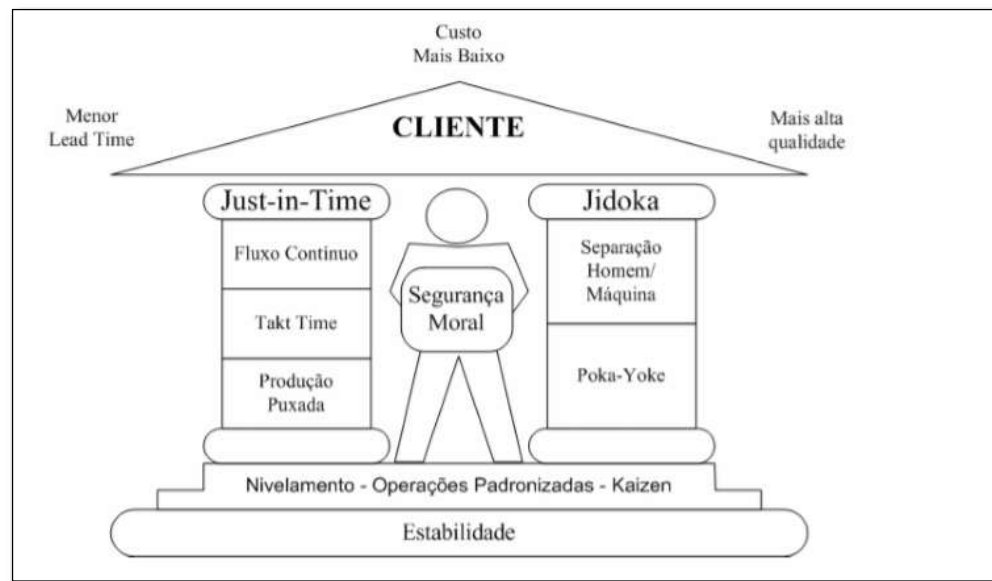 Custo
Mais Baixo
Menor
Lead Time
CLIENTE
Mais alta
qualidade
Just-in-Time
Jidoka
Fluxo Continuo
Separação
Homem/
Máquina
Segurança
Moral
Takt Time
Produção
Puxada
Poka-Yoke
Nivelamento - Operações Padronizadas - Kaizen
Estabilidade